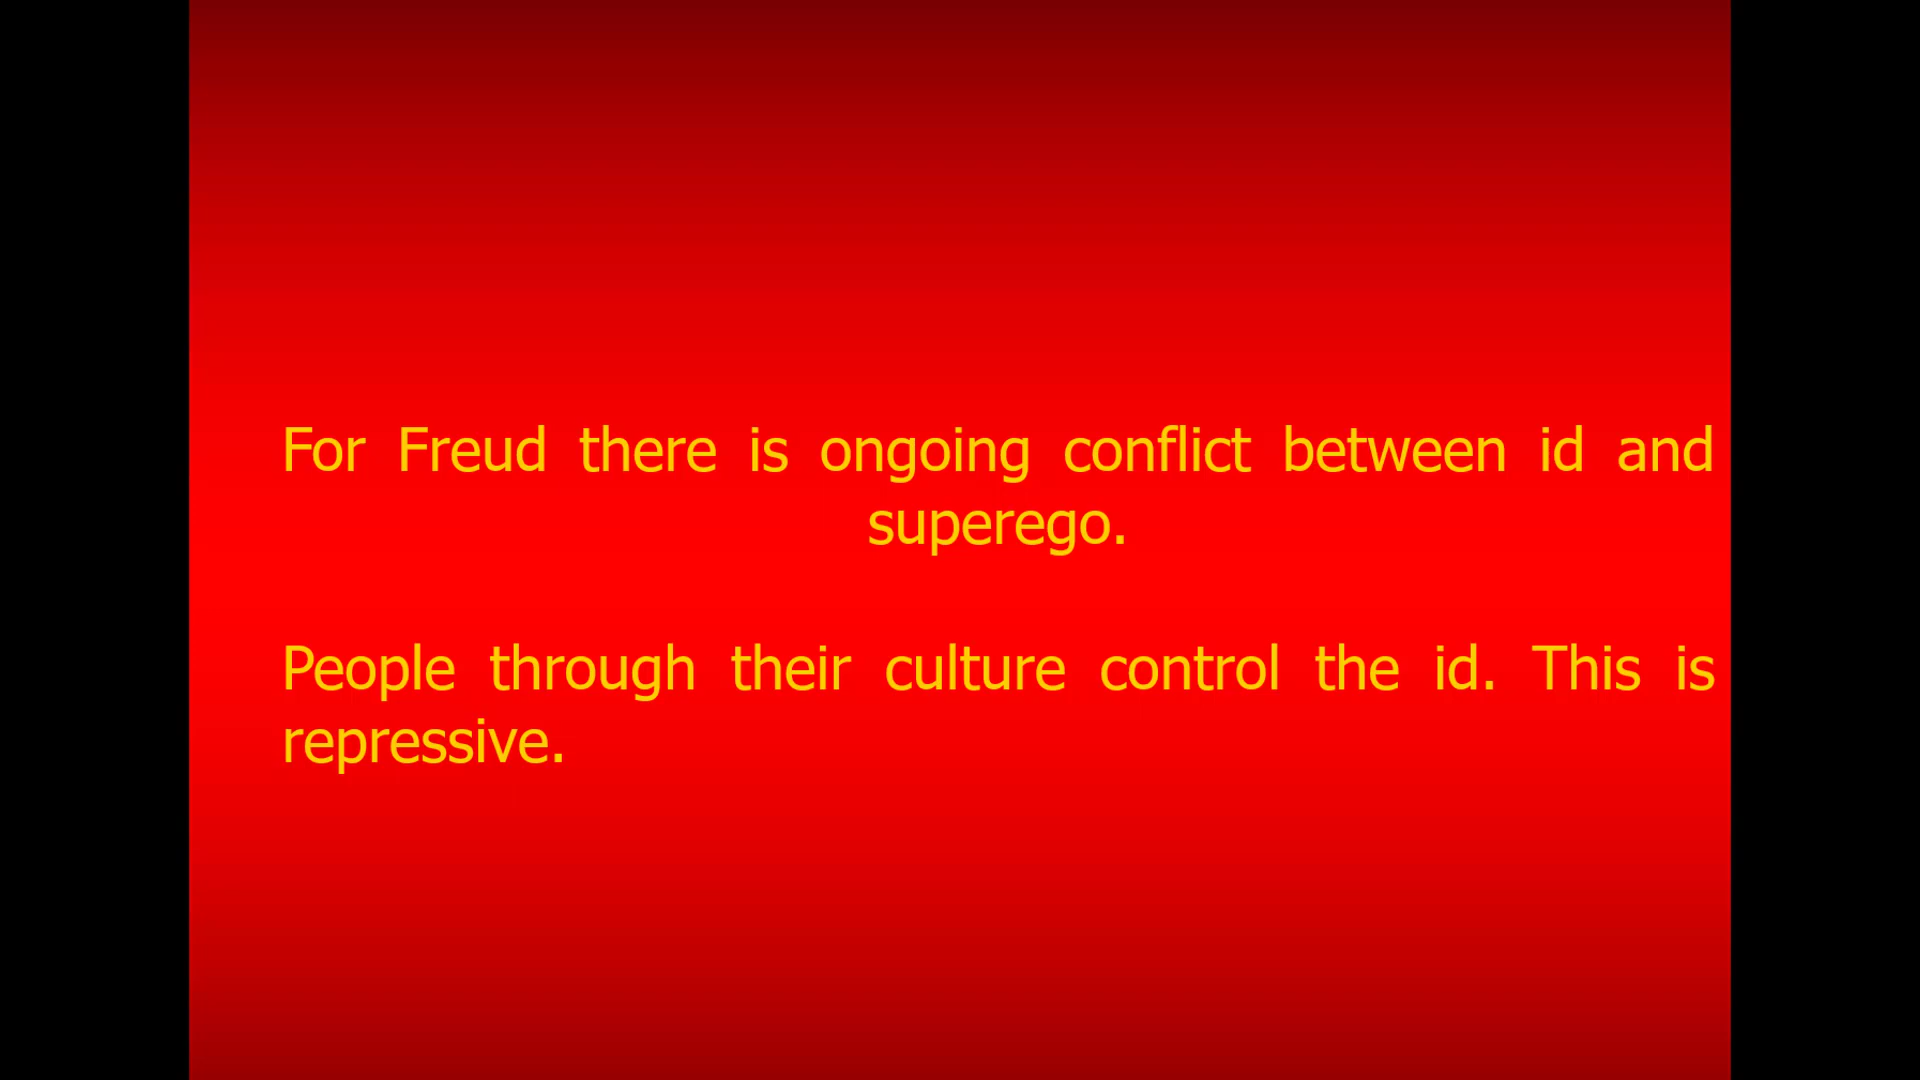 For Freud there is ongoing conflict between id and
superego.
People through their culture control the id. This is
repressive.